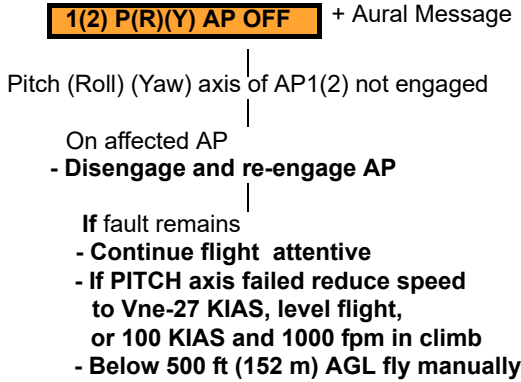 1(2) P(R)(Y) AP OFF + Aural Message
Pitch (Roll) (Yaw) axis of AP1(2) not engaged
On affected AP
- Disengage and re-engage AP
If fault remains
- Continue flight attentive
- If PITCH axis failed reduce speed
to Vne-27 KIAS, level flight,
or 100 KIAS and 1000 fpm in climb
- Below 500 ft (152 m) AGL fly manually